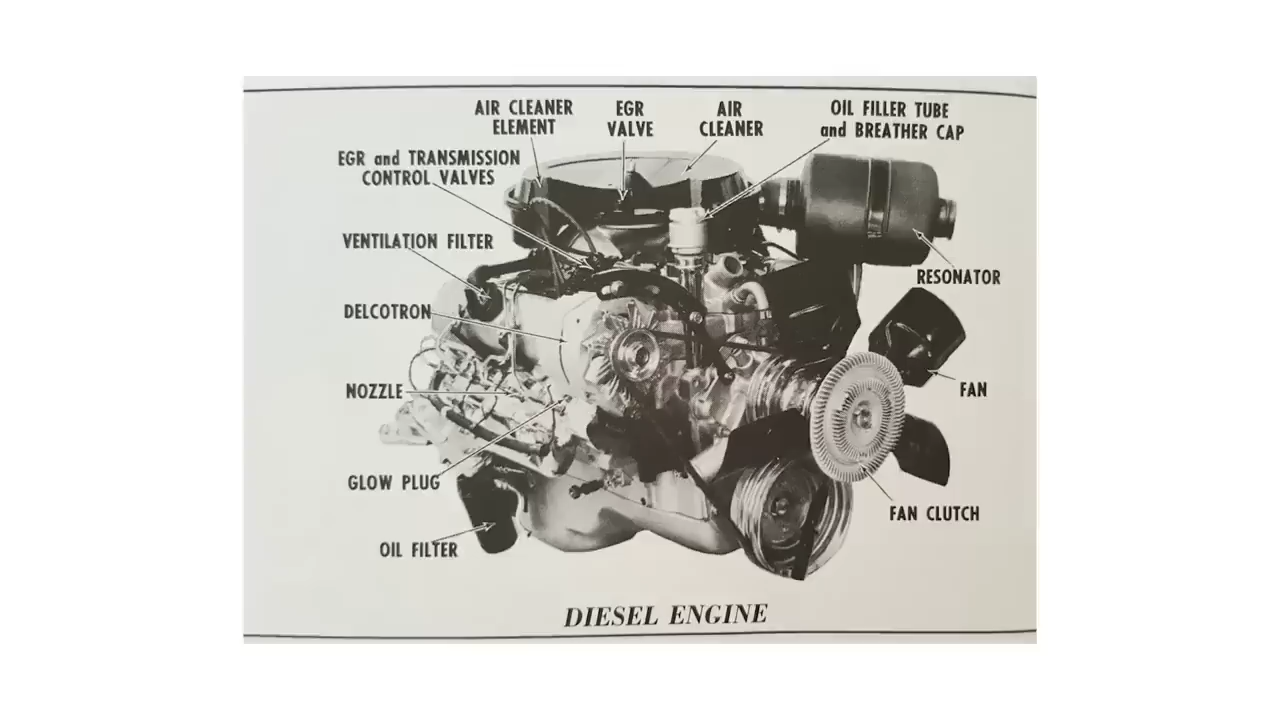 AIR CLEANER
ELEMENT
EGR
VALVE
AIR
CLEANER
OIL FILLER TUBE
and BREATHER CAP
EGR and TRANSMISSION
CONTROL VALVES
VENTILATION FILTER
RESONATOR
DELCOTRON
NOZZLE
FAN
GLOW PLUG
FAN CLUTCH
OIL FILTER
DIESEL ENGINE